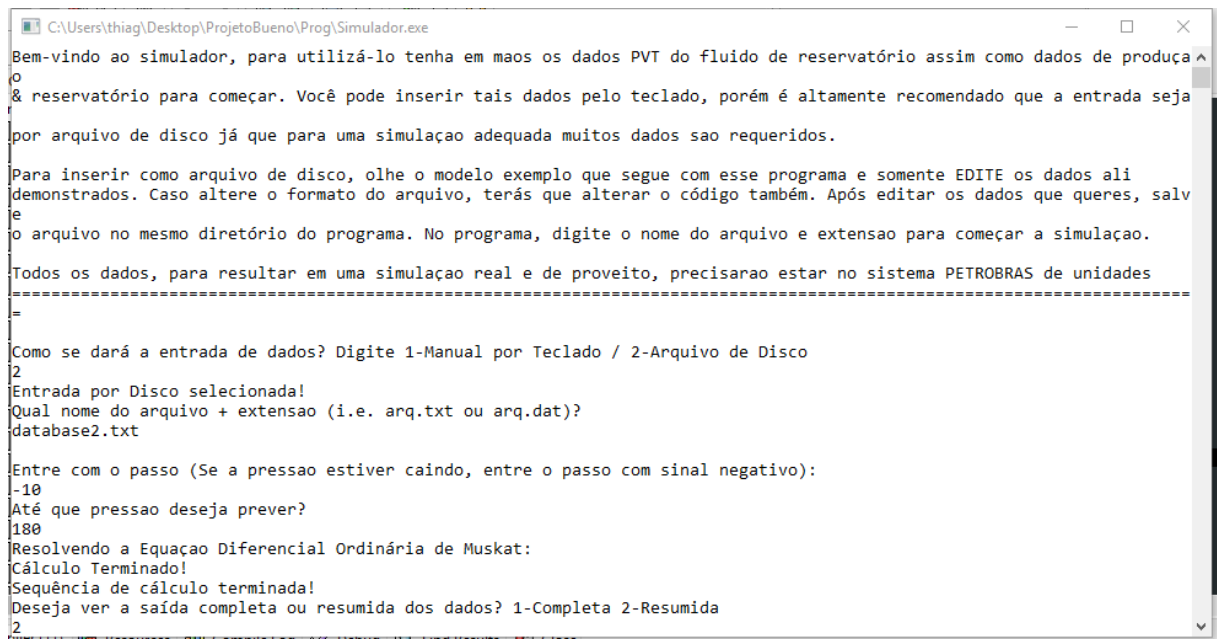 C:\Users\thiag\Desktop\ProjetoBueno\Prog\Simulador.exe
Bem-vindo ao simulador, para utilizá-lo tenha em maos os dados PVT do fluido de reservatório assim como dados de produça
o
& reservatório para começar. Você pode inserir tais dados pelo teclado, porém é altamente recomendado que a entrada seja
por arquivo de disco já que para uma simulaçao adequada muitos dados sao requeridos.
Para inserir como arquivo de disco, olhe o modelo exemplo que segue com esse programa e somente EDITE os dados ali
demonstrados. Caso altere o formato do arquivo, terás que alterar o código também. Após editar os dados que queres, salv
e
o arquivo no mesmo diretório do programa. No programa, digite o nome do arquivo e extensao para começar a simulaçao.
Todos os dados, para resultar em uma simulaçao real e de proveito, precisarao estar no sistema PETROBRAS de unidades
========================================================================================================================
=
Como se dará a entrada de dados? Digite 1-Manual por Teclado / 2-Arquivo de Disco
2
Entrada por Disco selecionada!
Qual nome do arquivo + extensao (i.e. arq.txt ou arq.dat)?
database2.txt
Entre com o passo (Se a pressao estiver caindo, entre o passo com sinal negativo):
-10
Até que pressao deseja prever?
180
Resolvendo a Equaçao Diferencial Ordinária de Muskat:
Cálculo Terminado!
Sequência de cálculo terminada!
Deseja ver a saída completa ou resumida dos dados? 1-Completa 2-Resumida
2